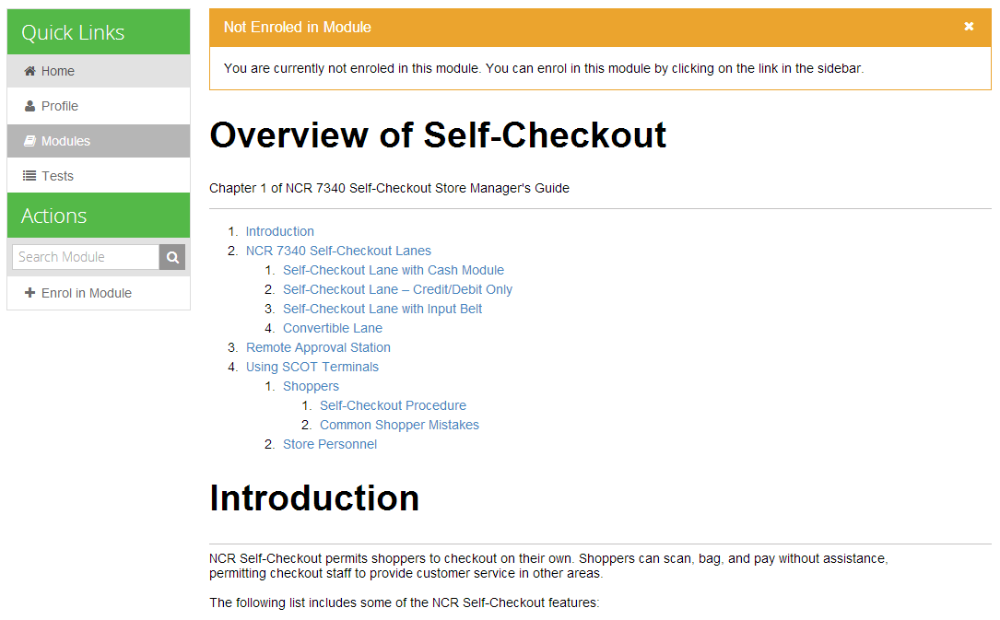 Quick Links
Home
Profile
Modules
Tests
Actions
Search Module
Enrol in Module
Not Enroled in Module
You are currently not enroled in this module. You can enrol in this module by clicking on the link in the sidebar.
Overview of Self-Checkout
Chapter 1 of NCR 7340 Self-Checkout Store Manager's Guide
1. Introduction
2. NCR 7340 Self-Checkout Lanes
1. Self-Checkout Lane with Cash Module
2. Self-Checkout Lane – Credit/Debit Only
3. Self-Checkout Lane with Input Belt
4. Convertible Lane
3. Remote Approval Station
4. Using SCOT Terminals
1. Shoppers
1. Self-Checkout Procedure
2. Common Shopper Mistakes
2. Store Personnel
Introduction
NCR Self-Checkout permits shoppers to checkout on their own. Shoppers can scan, bag, and pay without assistance,
permitting checkout staff to provide customer service in other areas.
The following list includes some of the NCR Self-Checkout features: